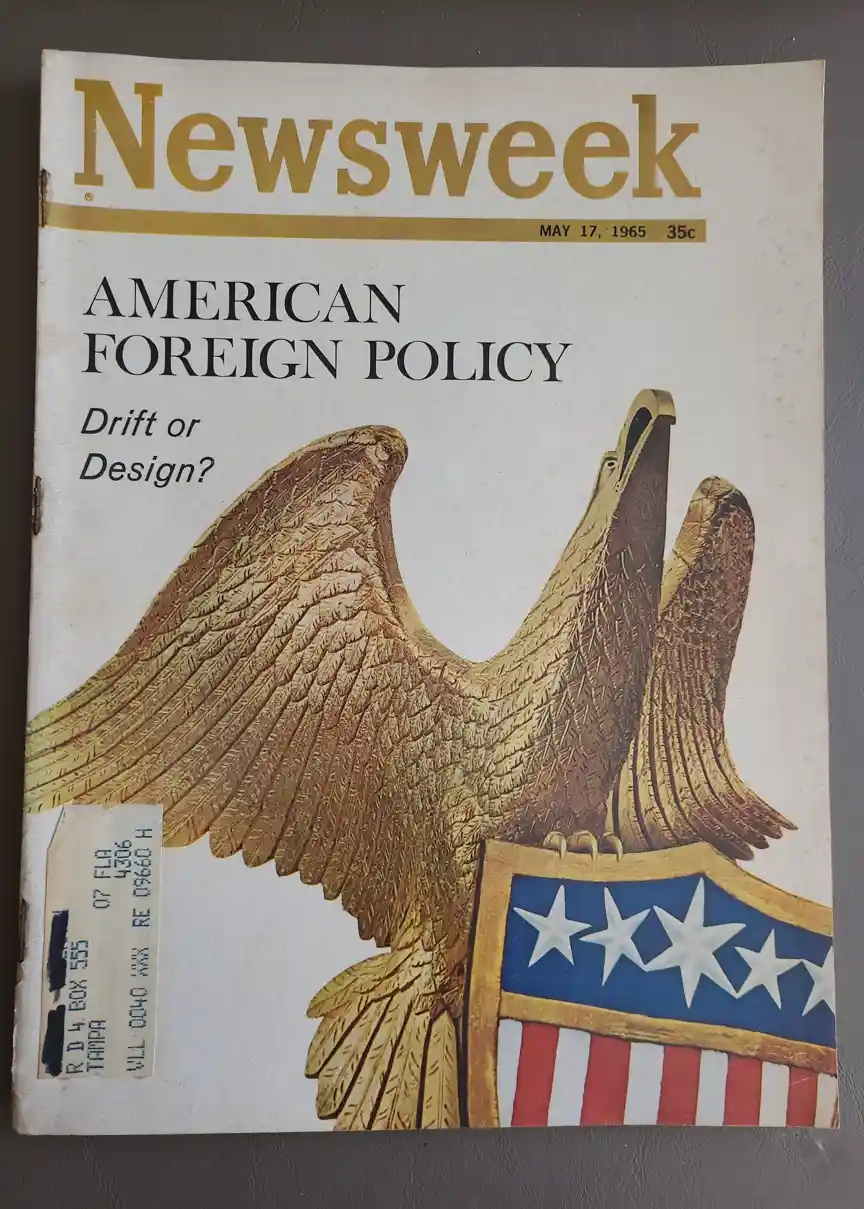 Newsweek
®
MAY 17, 1965 35c
AMERICAN
FOREIGN POLICY
Drift or
Design?
R D 4 BOX 555
TAMPA 07 FLA
4306
VLL 0040 XXX RE 09660 H